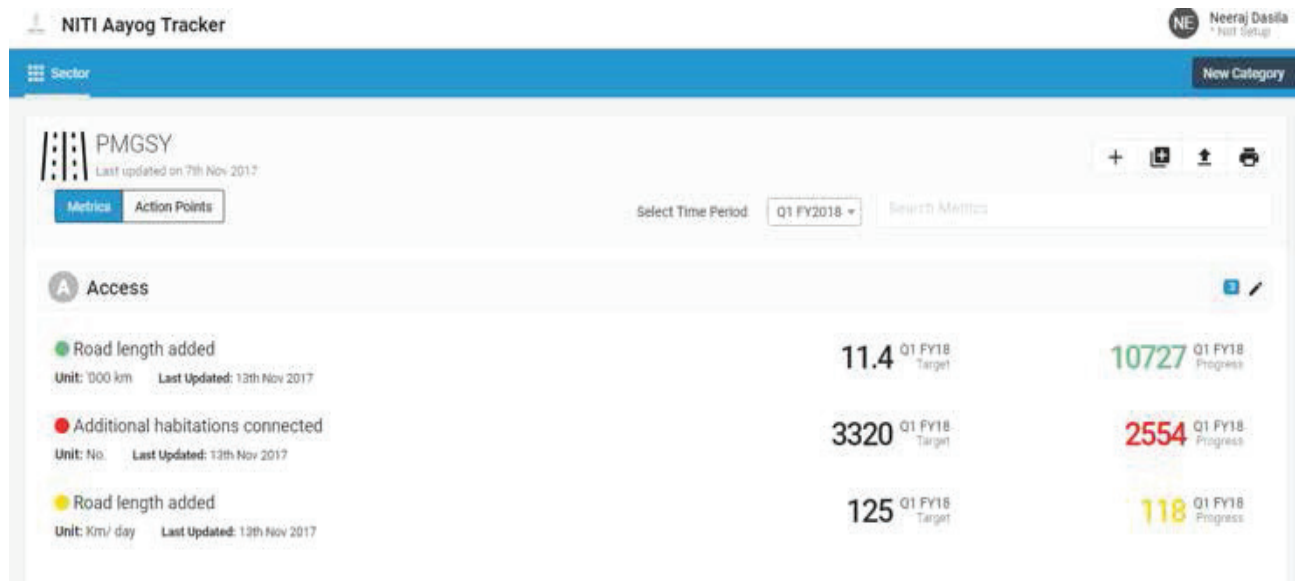 NITI Aayog Tracker
NE Neeraj Dasila
* Not Setup
Sector
New Category
PMGSY
Last updated on 7th Nov 2017
Metrics Action Points
Select Time Period Q1 FY2018 Search Metrics
A Access
3
Road length added 11.4 Q1 FY18 Target 10727 Q1 FY18 Progress
Unit: '000 km Last Updated: 13th Nov 2017
Additional habitations connected 3320 Q1 FY18 Target 2554 Q1 FY18 Progress
Unit: No. Last Updated: 13th Nov 2017
Road length added 125 Q1 FY18 Target 118 Q1 FY18 Progress
Unit: Km/ day Last Updated: 13th Nov 2017